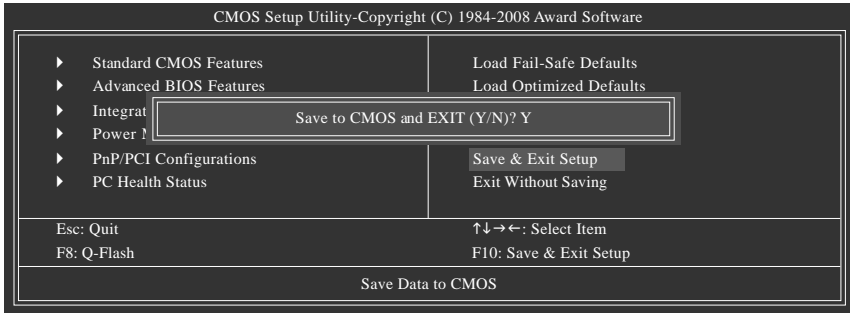 CMOS Setup Utility-Copyright (C) 1984-2008 Award Software
Standard CMOS Features
Advanced BIOS Features
Integrat
Power
PnP/PCI Configurations
PC Health Status
Load Fail-Safe Defaults
Load Optimized Defaults
Save to CMOS and EXIT (Y/N)? Y
Save & Exit Setup
Exit Without Saving
Esc: Quit
F8: Q-Flash
↑↓→←: Select Item
F10: Save & Exit Setup
Save Data to CMOS